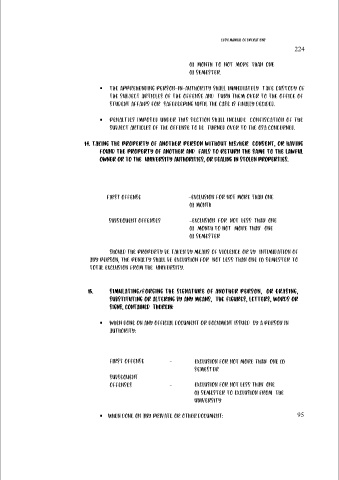 LCUP MANUAL OF OPERATIONS
224
01 MONTH TO NOT MORE THAN ONE
01 SEMESTER.
• THE APPREHENDING PERSON-IN-AUTHORITY SHALL IMMEDIATELY TAKE CUSTODY OF
THE SUBJECT ARTICLES OF THE OFFENSE AND TURN THEM OVER TO THE OFFICE OF
STUDENT AFFAIRS FOR SAFEKEEPING UNTIL THE CASE IS FINALLY DECIDED.
• PENALTIES IMPOSED UNDER THIS SECTION SHALL INCLUDE CONFISCATION OF THE
SUBJECT ARTICLES OF THE OFFENSE TO BE TURNED OVER TO THE OSA CONCERNED.
14. TAKING THE PROPERTY OF ANOTHER PERSON WITHOUT HIS/HER CONSENT, OR HAVING
FOUND THE PROPERTY OF ANOTHER AND FAILS TO RETURN THE SAME TO THE LAWFUL
OWNER OR TO THE UNIVERSITY AUTHORITIES, OR DEALING IN STOLEN PROPERTIES.
FIRST OFFENSE -EXCLUSION FOR NOT MORE THAN ONE
01 MONTH
SUBSEQUENT OFFENSES -EXCLUSION FOR NOT LESS THAN ONE
01 MONTH TO NOT MORE THAN ONE
01 SEMESTER
SHOULD THE PROPERTY BE TAKEN BY MEANS OF VIOLENCE OR BY INTIMIDATION OF
ANY PERSON, THE PENALTY SHALL BE EXCLUSION FOR NOT LESS THAN ONE (1) SEMESTER TO
TOTAL EXCLUSION FROM THE UNIVERSITY.
15. SIMULATING/FORGING THE SIGNATURE OF ANOTHER PERSON, OR ERASING,
SUBSTITUTING OR ALTERING BY ANY MEANS, THE FIGURES, LETTERS, WORDS OR
SIGNS, CONTAINED THEREIN:
• WHEN DONE ON ANY OFFICIAL DOCUMENT OR DOCUMENT ISSUED BY A PERSON IN
AUTHORITY:
FIRST OFFENSE - EXCLUSION FOR NOT MORE THAN ONE (1)
SEMESTER
SUBSEQUENT
OFFENSES - EXCLUSION FOR NOT LESS THAN ONE
(1) SEMESTER TO EXCLUSION FROM THE
UNIVERSITY
• WHEN DONE ON ANY PRIVATE OR OTHER DOCUMENT: 95